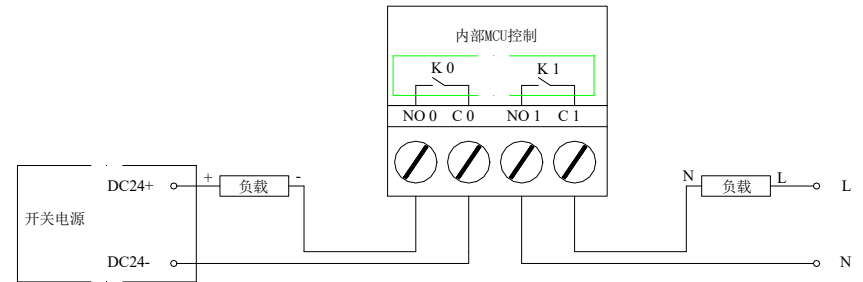 内部MCU控制
K 0 K 1
NO 0 C 0 NO 1 C 1
DC24+ + 负载 - N 负载 L L
开关电源
DC24- N